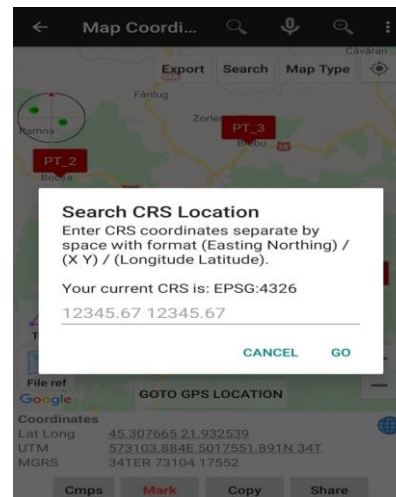 Map Coordi...
Căvăran
Export Search Map Type
Fârliug
Zorle
Ramna
PT_3
Brebu
PT_2
Bocșa
Search CRS Location
Enter CRS coordinates separate by
space with format (Easting Northing) /
(X Y) / (Longitude Latitude).
Your current CRS is: EPSG:4326
12345.67 12345.67
CANCEL GO
File ref
Google
GOTO GPS LOCATION
Coordinates
Lat Long 45.307665 21.932539
UTM 573103.884E 5017551.891N 34T
MGRS 34TER 73104 17552
Cmps Mark Copy Share